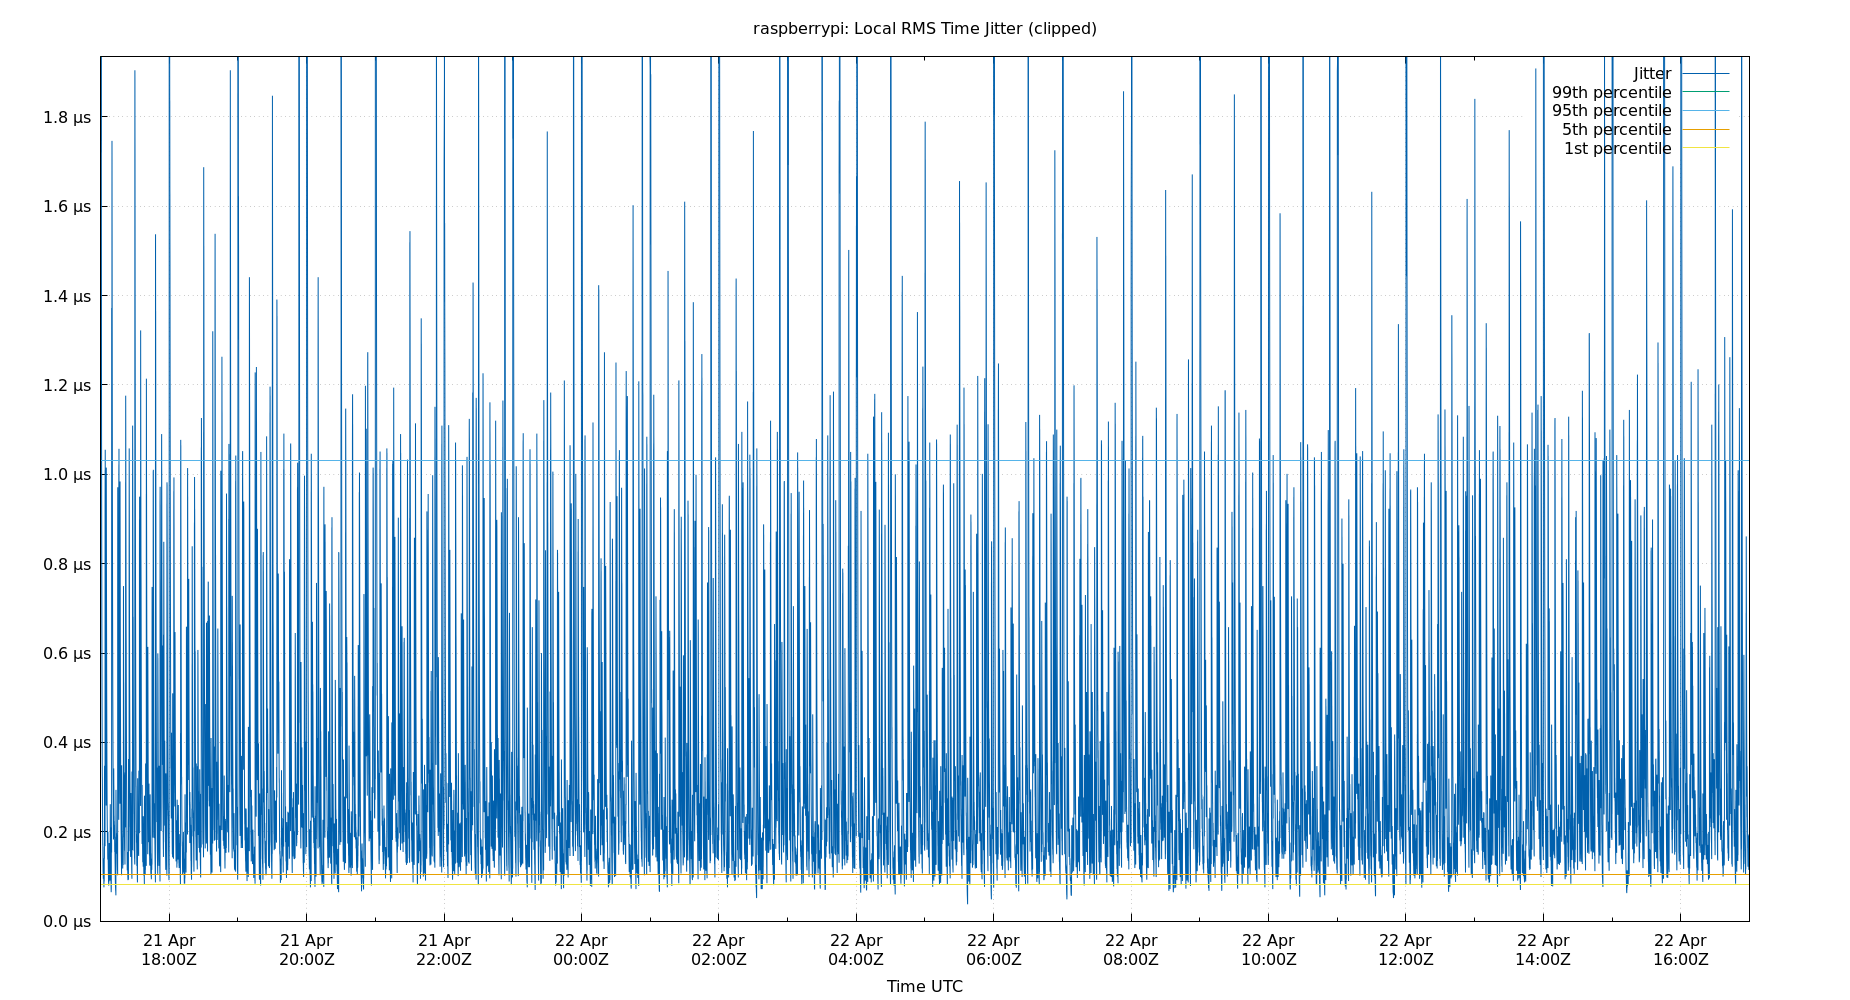 raspberrypi: Local RMS Time Jitter (clipped)
Jitter
99th percentile
95th percentile
5th percentile
1st percentile
1.8 µs
1.6 µs
1.4 µs
1.2 µs
1.0 µs
0.8 µs
0.6 µs
0.4 µs
0.2 µs
0.0 µs
21 Apr 21 Apr 21 Apr 22 Apr 22 Apr 22 Apr 22 Apr 22 Apr 22 Apr 22 Apr 22 Apr 22 Apr
18:00Z 20:00Z 22:00Z 00:00Z 02:00Z 04:00Z 06:00Z 08:00Z 10:00Z 12:00Z 14:00Z 16:00Z
Time UTC